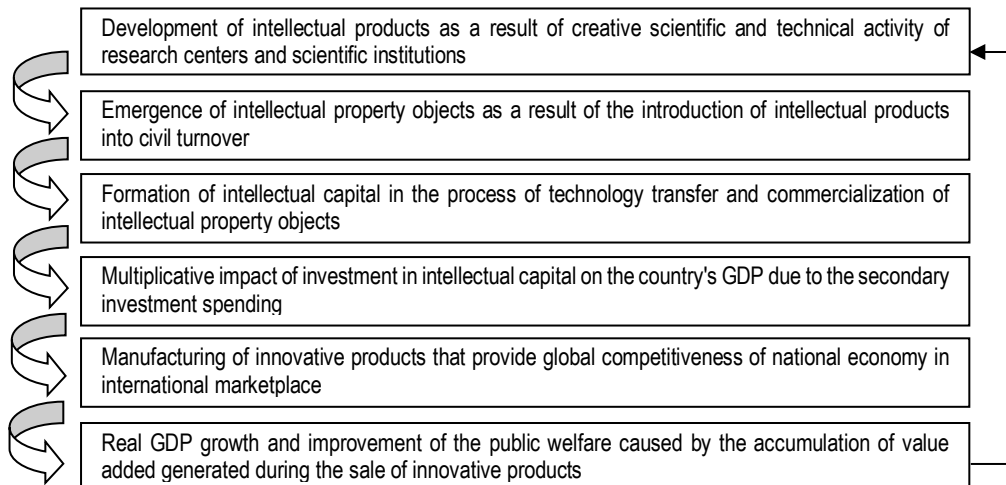 Development of intellectual products as a result of creative scientific and technical activity of
research centers and scientific institutions
Emergence of intellectual property objects as a result of the introduction of intellectual products
into civil turnover
Formation of intellectual capital in the process of technology transfer and commercialization of
intellectual property objects
Multiplicative impact of investment in intellectual capital on the country's GDP due to the secondary
investment spending
Manufacturing of innovative products that provide global competitiveness of national economy in
international marketplace
Real GDP growth and improvement of the public welfare caused by the accumulation of value
added generated during the sale of innovative products